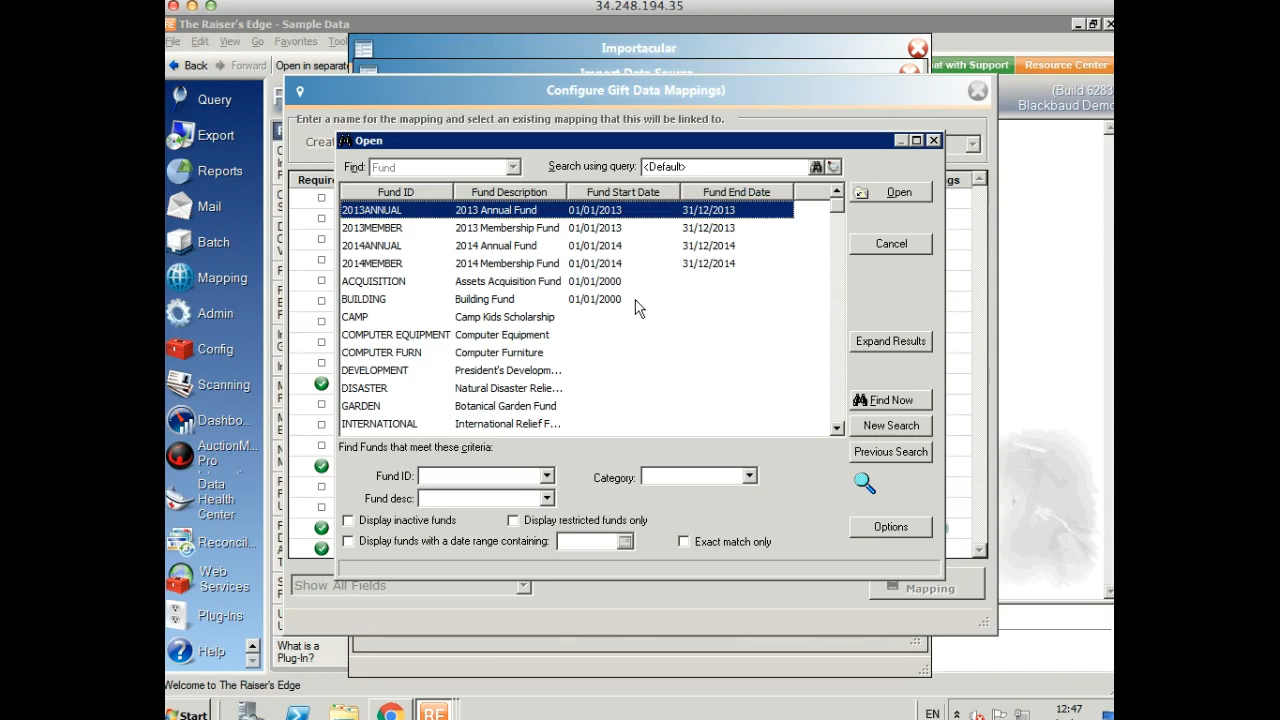 34.248.194.35
The Raiser's Edge - Sample Data
File Edit View Go Favorites
Importacular
Back Forward Open in separat
at with Support Resource Center
Import Data Source
Configure Gift Data Mappings)
(Build 6283
Blackbaud Demo
Enter a name for the mapping and select an existing mapping that this will be linked to.
Creat
Open
Find: Fund Search using query: <Default>
Require
gs
Fund ID Fund Description Fund Start Date Fund End Date
2013ANNUAL 2013 Annual Fund 01/01/2013 31/12/2013
2013MEMBER 2013 Membership Fund 01/01/2013 31/12/2013
2014ANNUAL 2014 Annual Fund 01/01/2014 31/12/2014
2014MEMBER 2014 Membership Fund 01/01/2014 31/12/2014
ACQUISITION Assets Acquisition Fund 01/01/2000
BUILDING Building Fund 01/01/2000
CAMP Camp Kids Scholarship
COMPUTER EQUIPMENT Computer Equipment
COMPUTER FURN Computer Furniture
DEVELOPMENT President's Developm...
DISASTER Natural Disaster Relie...
GARDEN Botanical Garden Fund
INTERNATIONAL International Relief F...
Open
Cancel
Expand Results
Find Now
New Search
Previous Search
Options
Find Funds that meet these criteria:
Fund ID: Category:
Fund desc:
Display inactive funds Display restricted funds only
Display funds with a date range containing: Exact match only
Show All Fields
Mapping
Query
Export
Reports
Mail
Batch
Mapping
Admin
Config
Scanning
Dashbo...
AuctionM...
Pro
Data
Health
Center
Reconcil...
Web
Services
Plug-Ins
Help
What is a
Plug-In?
Welcome to The Raiser's Edge
Start
RE
EN
12:47